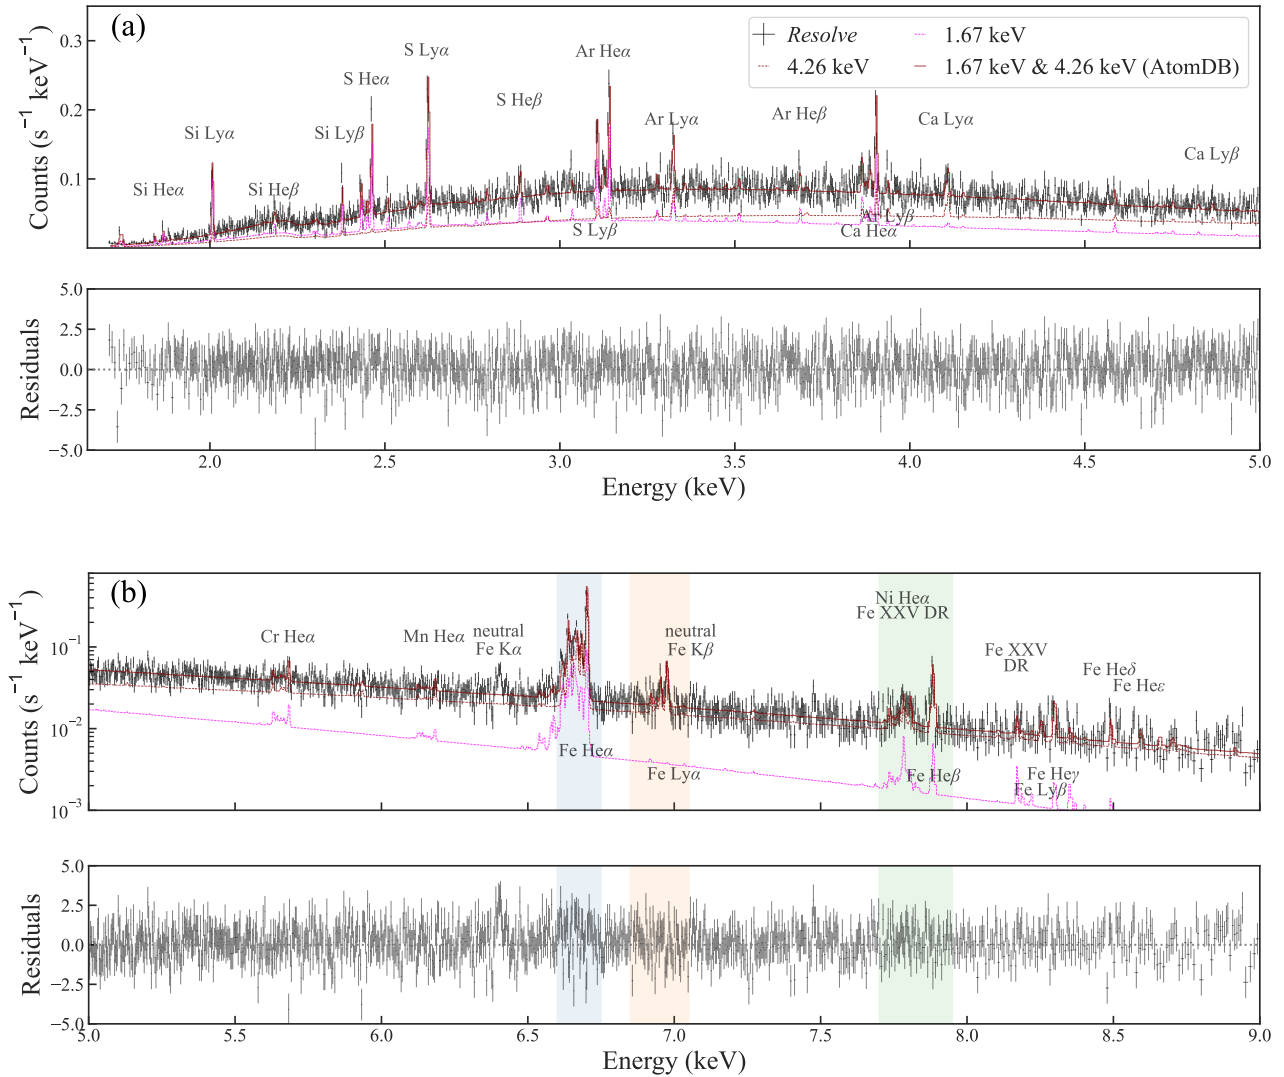 (a)
Counts (s⁻¹ keV⁻¹)
0.3
0.2
0.1
Resolve
4.26 keV
1.67 keV
1.67 keV & 4.26 keV (AtomDB)
Si Heα
Si Lyα
Si Heβ
Si Lyβ
S Heα
S Lyα
S Heβ
Ar Heα
S Lyβ
Ar Lyα
Ar Heβ
Ar Lyβ
Ca Heα
Ca Lyα
Ca Lyβ
Residuals
5.0
2.5
0.0
−2.5
−5.0
2.0 2.5 3.0 3.5 4.0 4.5 5.0
Energy (keV)
(b)
Counts (s⁻¹ keV⁻¹)
10⁻¹
10⁻²
10⁻³
Cr Heα
Mn Heα
neutral
Fe Kα
Fe Heα
neutral
Fe Kβ
Fe Lyα
Ni Heα
Fe XXV DR
Fe Heβ
Fe XXV
DR
Fe Heγ
Fe Lyβ
Fe Heδ
Fe Heε
Residuals
5.0
2.5
0.0
−2.5
−5.0
5.0 5.5 6.0 6.5 7.0 7.5 8.0 8.5 9.0
Energy (keV)